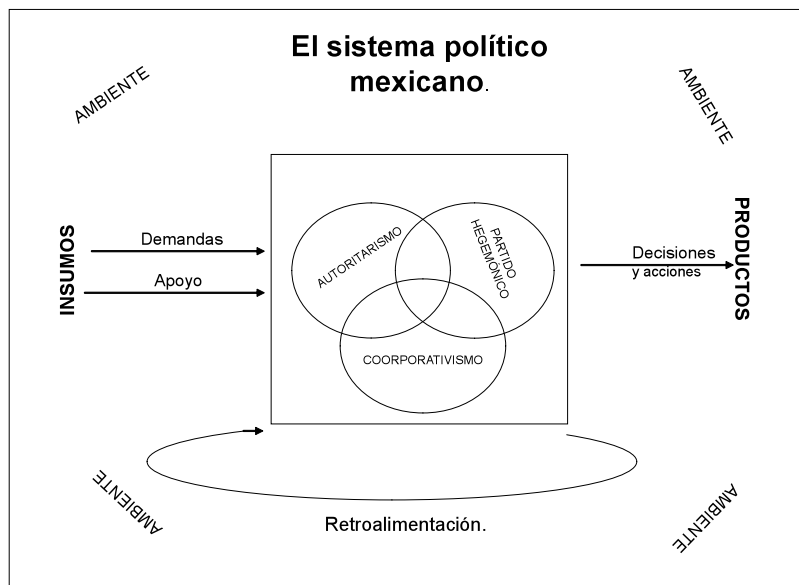 El sistema político
mexicano.
AMBIENTE
AMBIENTE
INSUMOS
Demandas
Apoyo
AUTORITARISMO
PARTIDO
HEGEMÓNICO
COORPORATIVISMO
Decisiones
y acciones
PRODUCTOS
AMBIENTE
AMBIENTE
Retroalimentación.